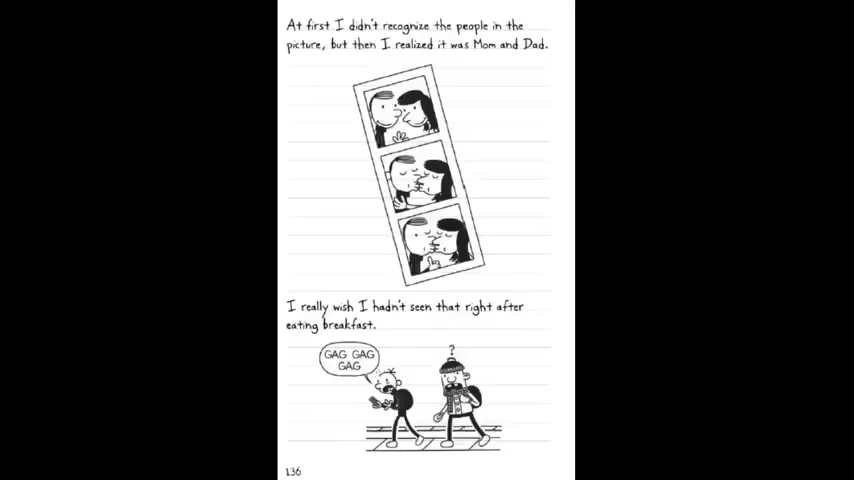 At first I didn't recognize the people in the
picture, but then I realized it was Mom and Dad.
I really wish I hadn't seen that right after
eating breakfast.
GAG GAG
GAG
?
136